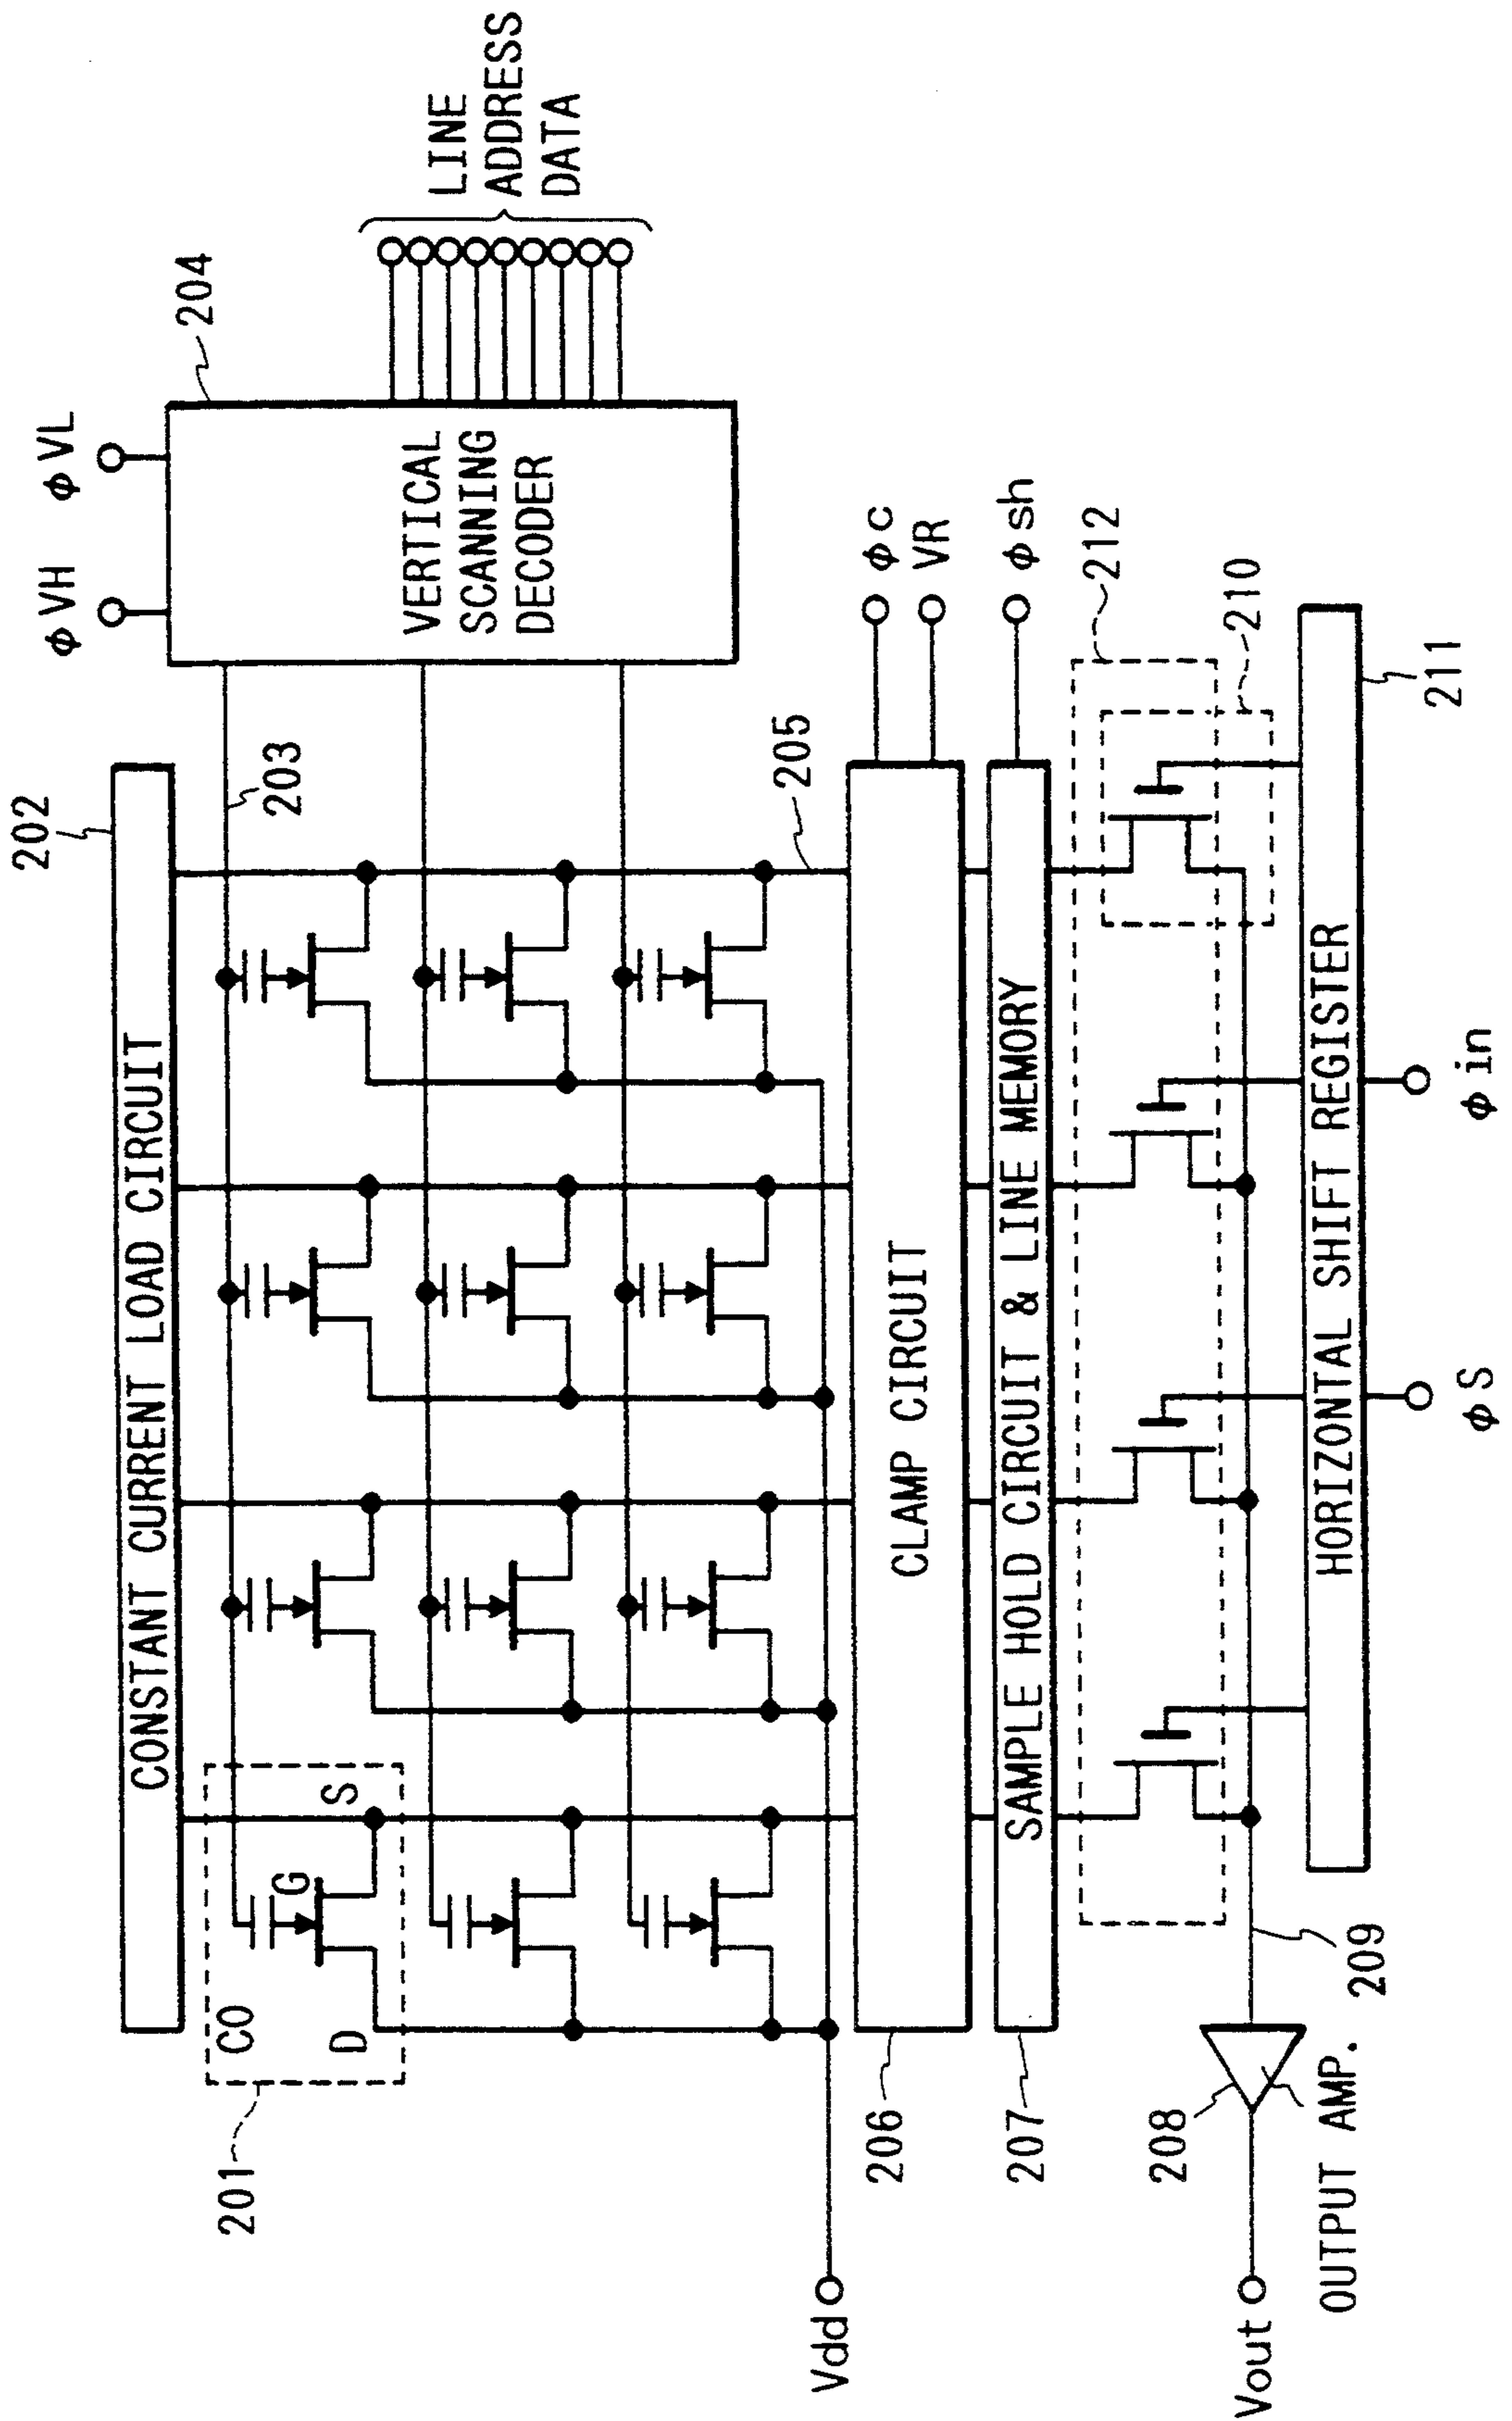 202
CONSTANT CURRENT LOAD CIRCUIT
φVH
φVL
204
VERTICAL
SCANNING
DECODER
LINE
ADDRESS
DATA
203
201
C0
G
S
D
205
Vdd
206
CLAMP CIRCUIT
φc
VR
207
SAMPLE HOLD CIRCUIT & LINE MEMORY
φsh
212
210
208
Vout
OUTPUT AMP.
209
HORIZONTAL SHIFT REGISTER
211
φS
φin